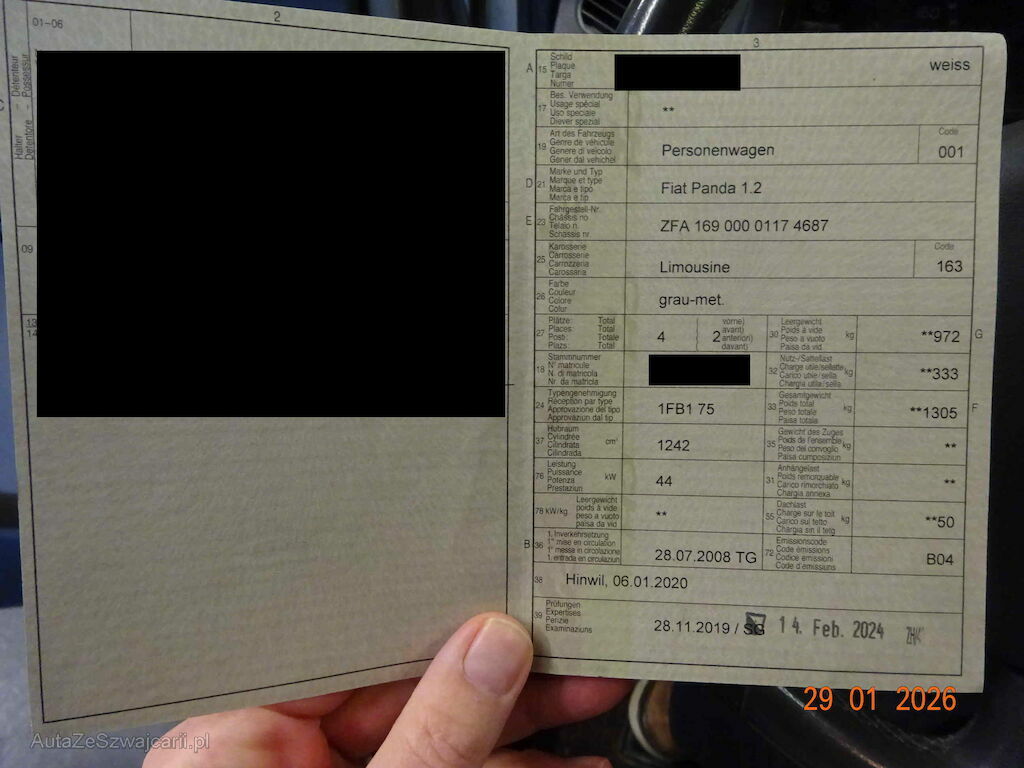 01-06
2
3
Halter - Détenteur
Detentore - Possessur
09
13
14
A 15 Schild
Plaque
Targa
Numer
weiss
17 Bes. Verwendung
Usage spécial
Uso speciale
Diever spezial
**
19 Art des Fahrzeugs
Genre de véhicule
Genere di veicolo
Gener dal vehichel
Personenwagen
Code
001
D 21 Marke und Typ
Marque et type
Marca e tipo
Marca e tip
Fiat Panda 1.2
E 23 Fahrgestell-Nr.
Châssis no
Telaio n.
Schassis nr.
ZFA 169 000 0117 4687
25 Karosserie
Carrosserie
Carrozzeria
Carossaria
Limousine
Code
163
26 Farbe
Couleur
Colore
Colur
grau-met.
27 Plätze: Total
Places: Total
Posti: Totale
Plazs: Total
4
2
vorne)
avant)
anteriori)
davant)
30 Leergewicht
Poids à vide
Peso a vuoto
Paisa da vid
kg
**972
G
18 Stammnummer
N° matricule
N. di matricola
Nr. da matricla
32 Nutz-/Sattellast
Charge utile/sellette
Carico utile/sella
Chargia utila/sella
kg
**333
24 Typengenehmigung
Réception par type
Approvazione del tipo
Approvaziun dal tip
1FB1 75
33 Gesamtgewicht
Poids total
Peso totale
Paisa totala
kg
**1305
F
37 Hubraum
Cylindrée
Cilindrata
Cilindrada
cm³
1242
35 Gewicht des Zuges
Poids de l'ensemble
Peso del convoglio
Paisa cumposiziun
kg
**
76 Leistung
Puissance
Potenza
Prestaziun
kW
44
31 Anhängelast
Poids remorquable
Carico rimorchiato
Chargia annexa
kg
**
78 kW/kg
Leergewicht
poids à vide
peso a vuoto
paisa da vid
**
55 Dachlast
Charge sur le toit
Carico sul tetto
Chargia sin il tetg
kg
**50
B 36 1. Inverkehrsetzung
1re mise en circulation
1a messa in circolazione
1. entrada en circulaziun
28.07.2008 TG
72 Emissionscode
Code émissions
Codice emissioni
Code d'émissiuns
B04
38 Hinwil, 06.01.2020
39 Prüfungen
Expertises
Perizie
Examinaziuns
28.11.2019 / SG
14. Feb. 2024
29 01 2026
AutaZeSzwajcarii.pl